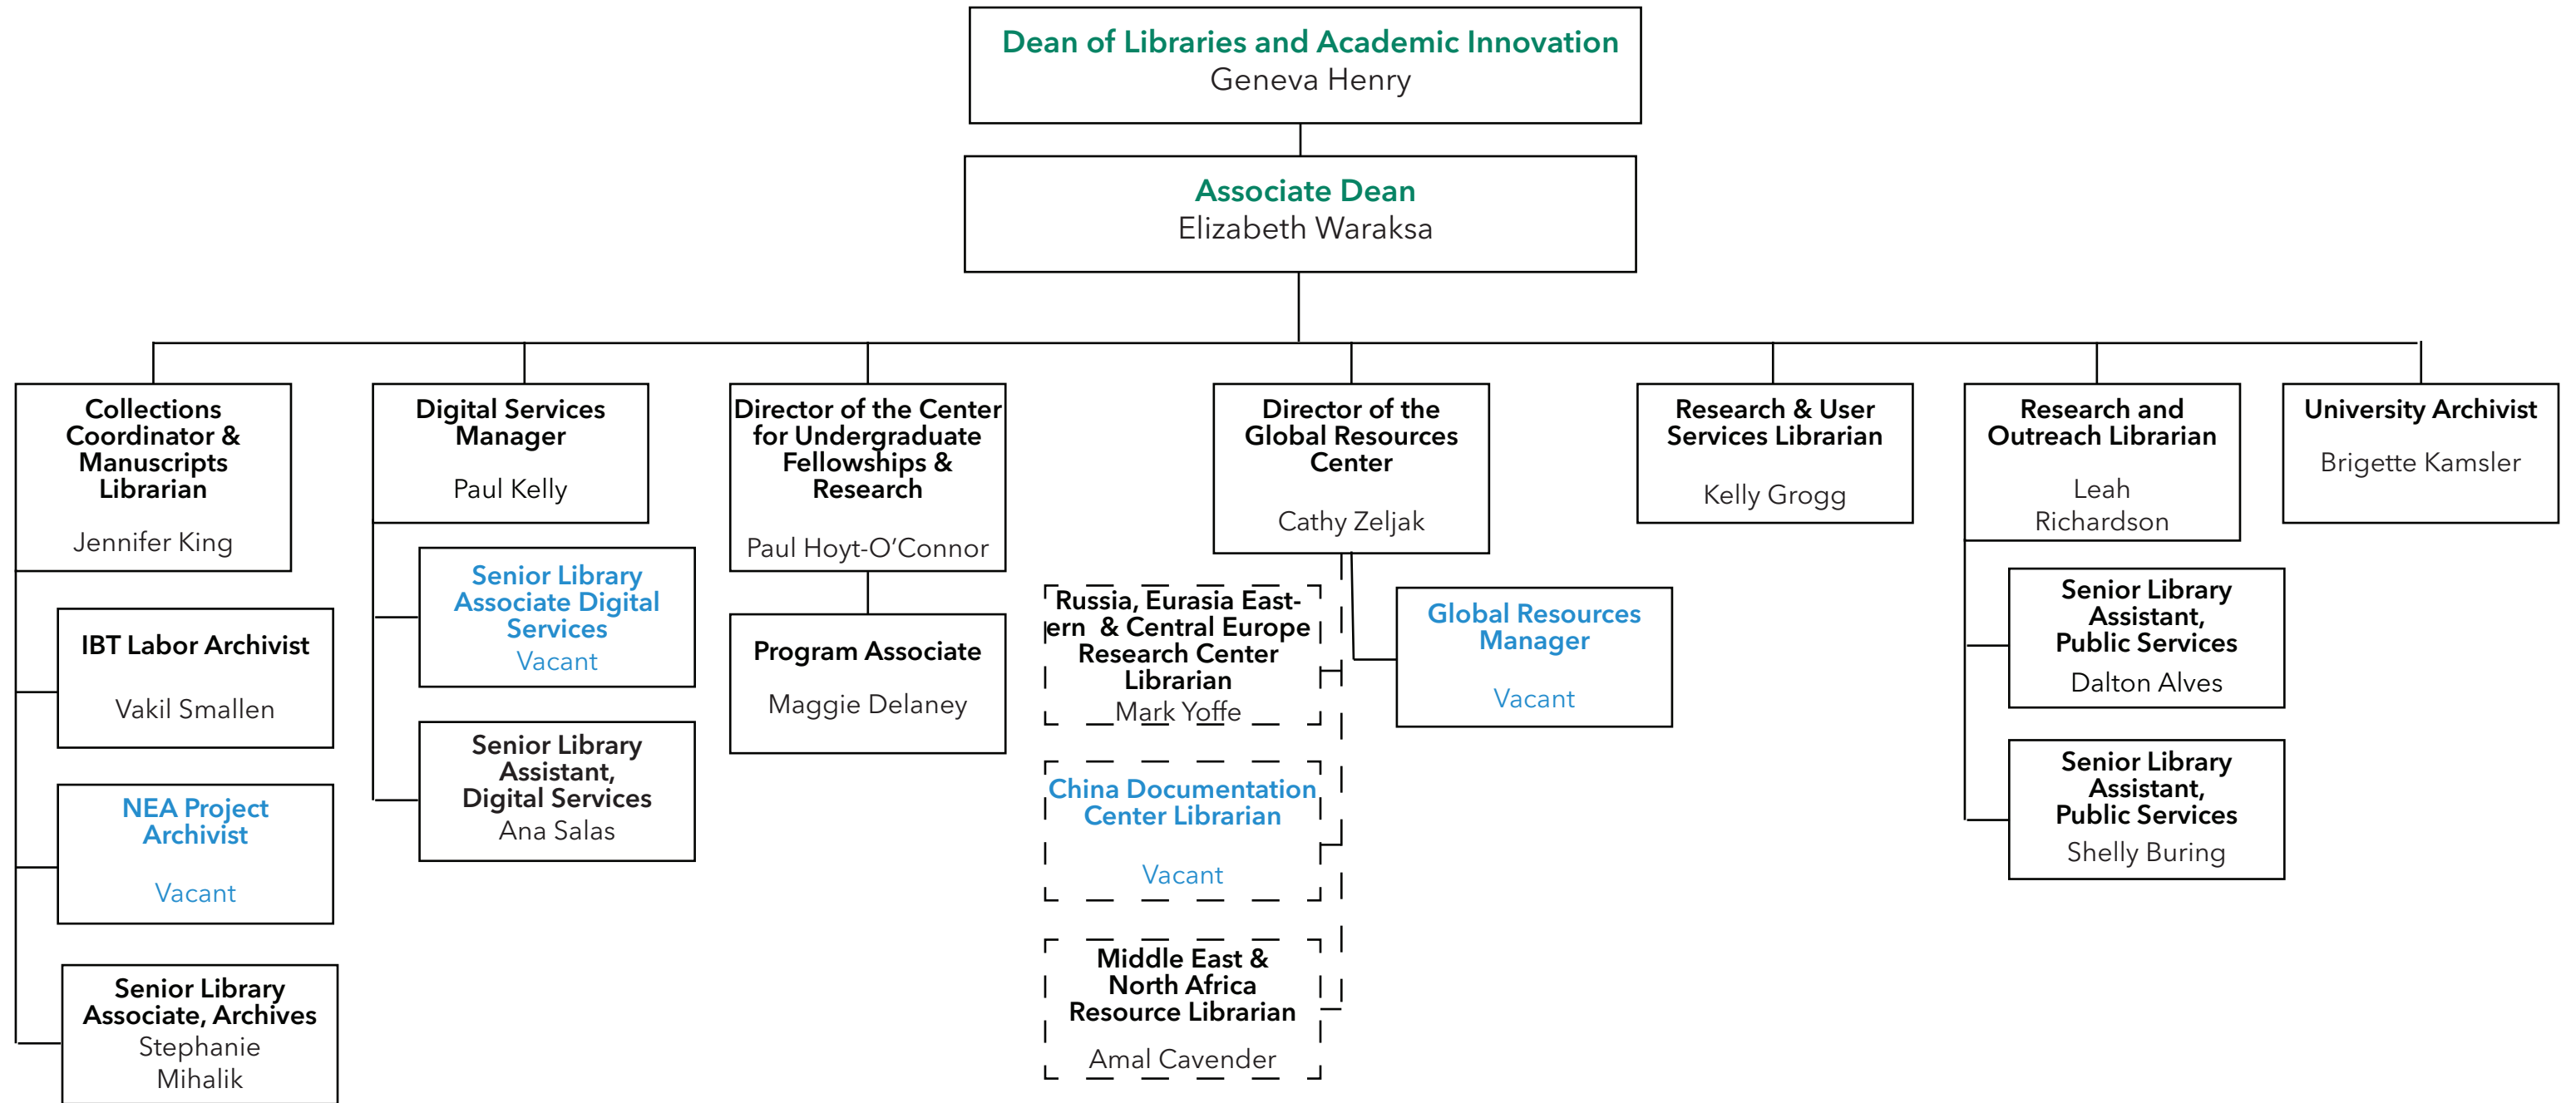 Dean of Libraries and Academic Innovation
Geneva Henry
Associate Dean
Elizabeth Waraksa
Collections
Coordinator &
Manuscripts
Librarian
Jennifer King
IBT Labor Archivist
Vakil Smallen
NEA Project
Archivist
Vacant
Senior Library
Associate, Archives
Stephanie
Mihalik
Digital Services
Manager
Paul Kelly
Senior Library
Associate Digital
Services
Vacant
Senior Library
Assistant,
Digital Services
Ana Salas
Director of the Center
for Undergraduate
Fellowships &
Research
Paul Hoyt-O’Connor
Program Associate
Maggie Delaney
Director of the
Global Resources
Center
Cathy Zeljak
Russia, Eurasia East-
ern & Central Europe
Research Center
Librarian
Mark Yoffe
China Documentation
Center Librarian
Vacant
Middle East &
North Africa
Resource Librarian
Amal Cavender
Global Resources
Manager
Vacant
Research & User
Services Librarian
Kelly Grogg
Research and
Outreach Librarian
Leah
Richardson
Senior Library
Assistant,
Public Services
Dalton Alves
Senior Library
Assistant,
Public Services
Shelly Buring
University Archivist
Brigette Kamsler